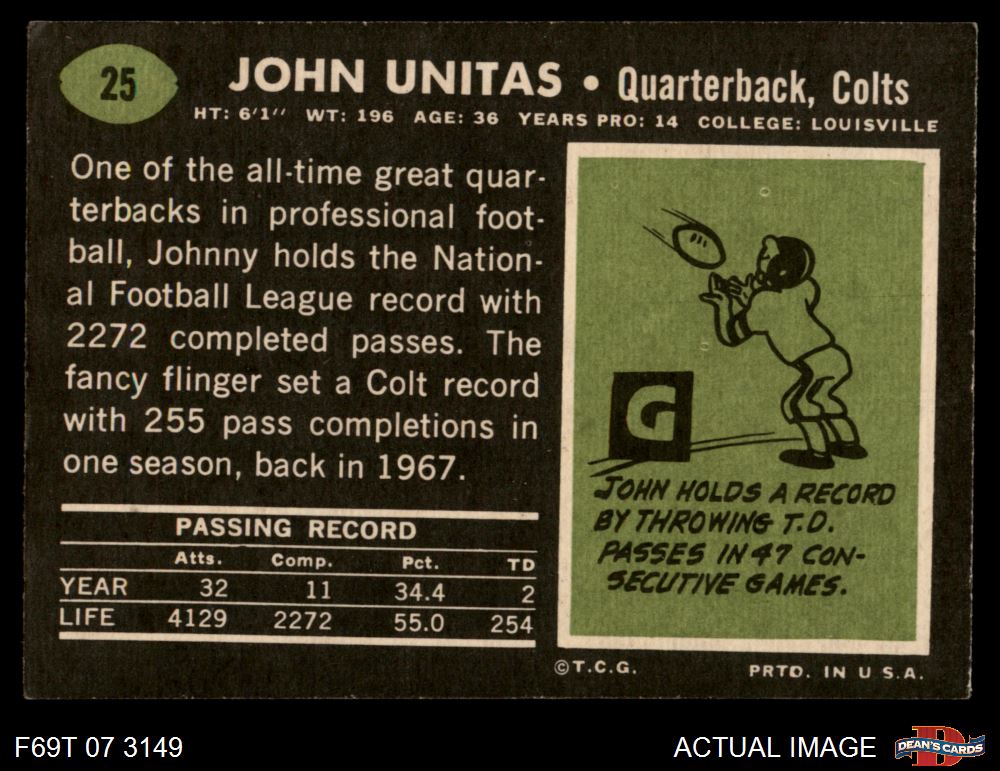 25
JOHN UNITAS • Quarterback, Colts
HT: 6'1" WT: 196 AGE: 36 YEARS PRO: 14 COLLEGE: LOUISVILLE
One of the all-time great quar-
terbacks in professional foot-
ball, Johnny holds the Nation-
al Football League record with
2272 completed passes. The
fancy flinger set a Colt record
with 255 pass completions in
one season, back in 1967.
PASSING RECORD
Atts. Comp. Pct. TD
YEAR 32 11 34.4 2
LIFE 4129 2272 55.0 254
G
JOHN HOLDS A RECORD
BY THROWING T.D.
PASSES IN 47 CON-
SECUTIVE GAMES.
©T.C.G. PRTD. IN U S.A.
F69T 07 3149
ACTUAL IMAGE
D
DEAN'S CARDS